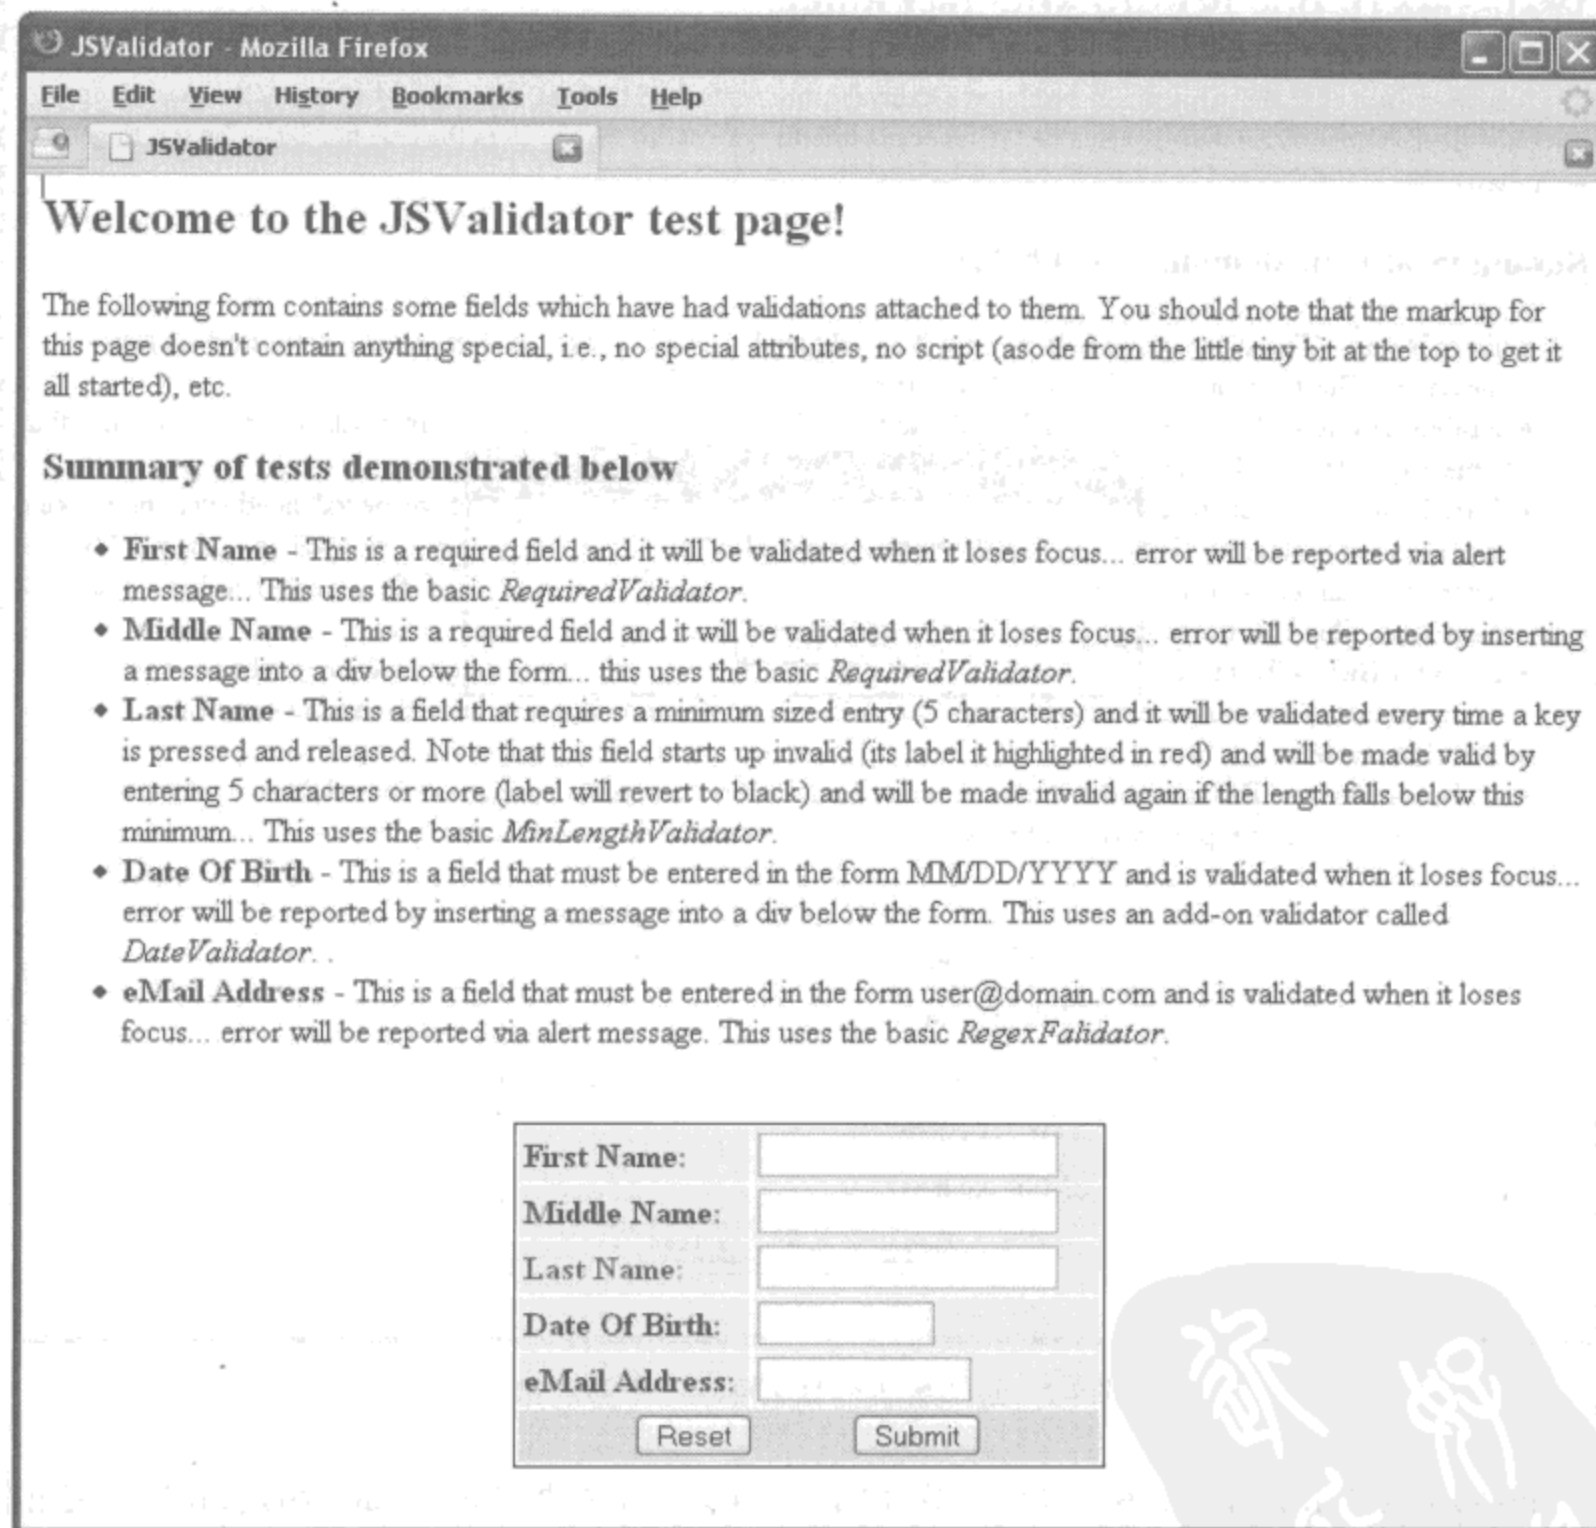 JSValidator - Mozilla Firefox
File Edit View History Bookmarks Tools Help
JSValidator
Welcome to the JSValidator test page!
The following form contains some fields which have had validations attached to them. You should note that the markup for
this page doesn't contain anything special, i.e., no special attributes, no script (asode from the little tiny bit at the top to get it
all started), etc.
Summary of tests demonstrated below
• First Name - This is a required field and it will be validated when it loses focus... error will be reported via alert
message... This uses the basic RequiredValidator.
• Middle Name - This is a required field and it will be validated when it loses focus... error will be reported by inserting
a message into a div below the form... this uses the basic RequiredValidator.
• Last Name - This is a field that requires a minimum sized entry (5 characters) and it will be validated every time a key
is pressed and released. Note that this field starts up invalid (its label it highlighted in red) and will be made valid by
entering 5 characters or more (label will revert to black) and will be made invalid again if the length falls below this
minimum... This uses the basic MinLengthValidator.
• Date Of Birth - This is a field that must be entered in the form MM/DD/YYYY and is validated when it loses focus...
error will be reported by inserting a message into a div below the form. This uses an add-on validator called
DateValidator. .
• eMail Address - This is a field that must be entered in the form user@domain.com and is validated when it loses
focus... error will be reported via alert message. This uses the basic RegexFalidator.
First Name:
Middle Name:
Last Name:
Date Of Birth:
eMail Address:
Reset Submit